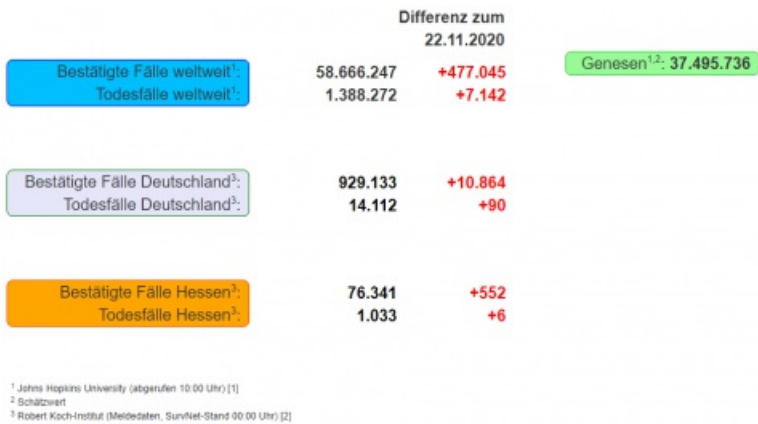 Differenz zum
22.11.2020
Bestätigte Fälle weltweit¹: 58.666.247 +477.045
Genesen¹,²: 37.495.736
Todesfälle weltweit¹: 1.388.272 +7.142
Bestätigte Fälle Deutschland³: 929.133 +10.864
Todesfälle Deutschland³: 14.112 +90
Bestätigte Fälle Hessen³: 76.341 +552
Todesfälle Hessen³: 1.033 +6
¹ Johns Hopkins University (abgerufen 10:00 Uhr) [1]
² Schätzwert
³ Robert Koch-Institut (Meldedaten, SurvNet-Stand 00:00 Uhr) [2]